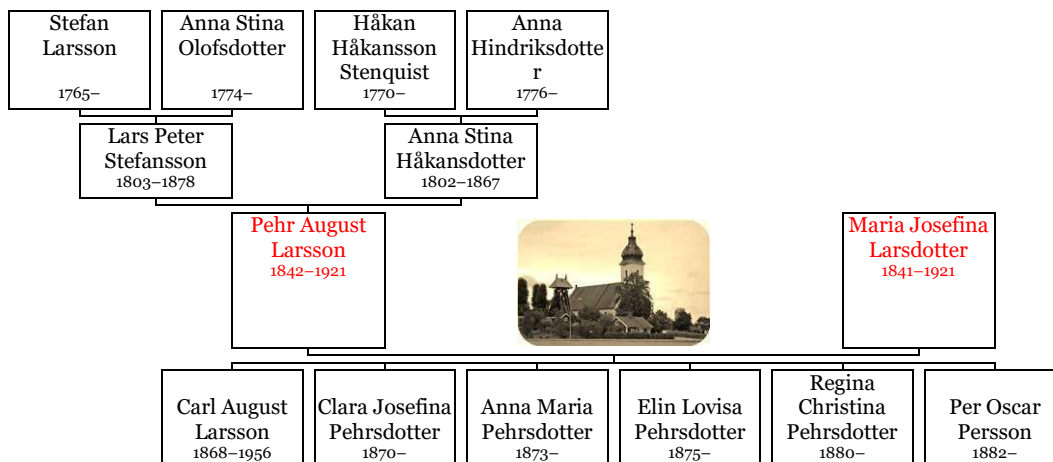 Stefan
Larsson
1765–
Anna Stina
Olofsdotter
1774–
Håkan
Håkansson
Stenquist
1770–
Anna
Hindriksdotte
r
1776–
Lars Peter
Stefansson
1803–1878
Anna Stina
Håkansdotter
1802–1867
Pehr August
Larsson
1842–1921
Maria Josefina
Larsdotter
1841–1921
Carl August
Larsson
1868–1956
Clara Josefina
Pehrsdotter
1870–
Anna Maria
Pehrsdotter
1873–
Elin Lovisa
Pehrsdotter
1875–
Regina
Christina
Pehrsdotter
1880–
Per Oscar
Persson
1882–